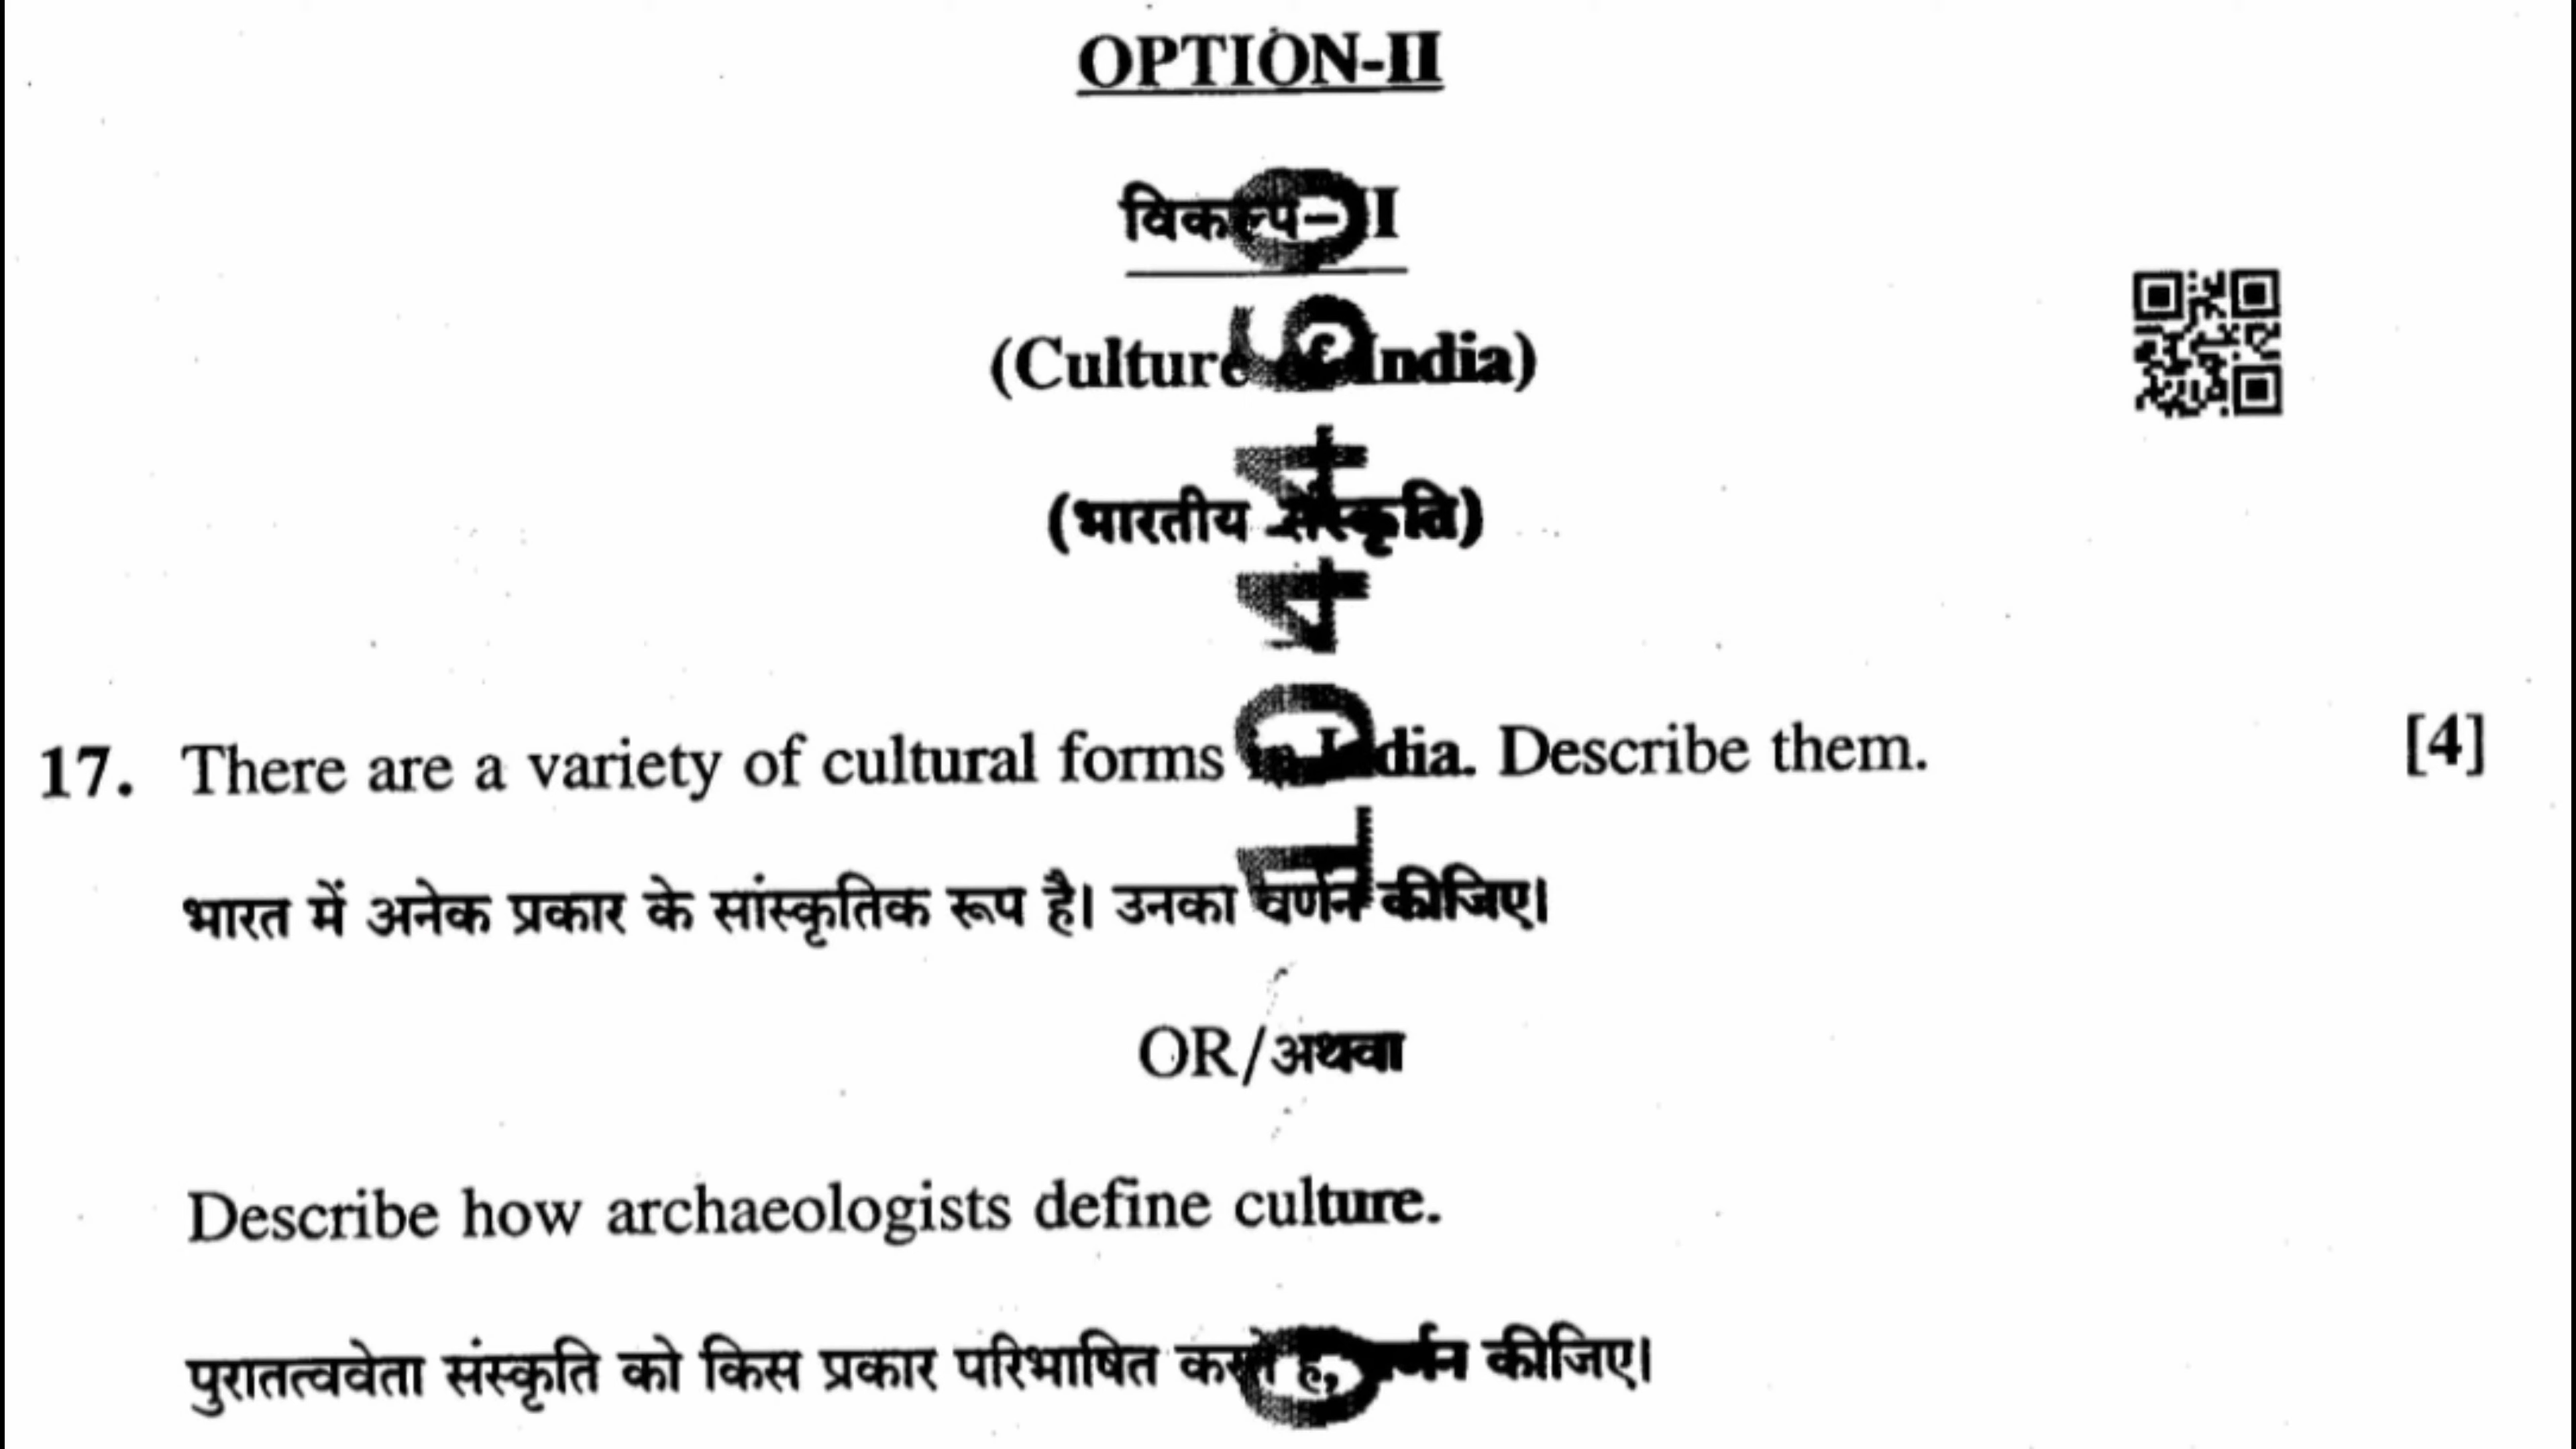 OPTION-II
विकल्प-II
(Culture of India)
(भारतीय संस्कृति)
17. There are a variety of cultural forms in India. Describe them. [4]
भारत में अनेक प्रकार के सांस्कृतिक रूप है। उनका वर्णन कीजिए।
OR/अथवा
Describe how archaeologists define culture.
पुरातत्ववेता संस्कृति को किस प्रकार परिभाषित करते है, वर्णन कीजिए।